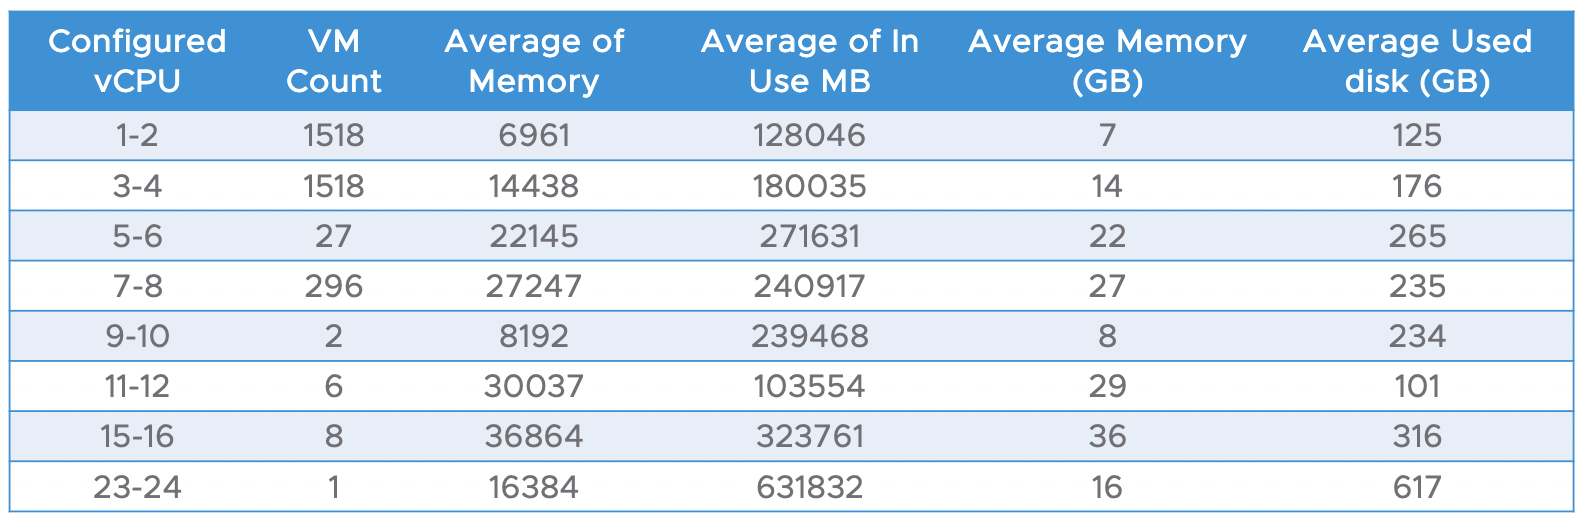 Configured vCPU VM Count Average of Memory Average of In Use MB Average Memory (GB) Average Used disk (GB)
1-2 1518 6961 128046 7 125
3-4 1518 14438 180035 14 176
5-6 27 22145 271631 22 265
7-8 296 27247 240917 27 235
9-10 2 8192 239468 8 234
11-12 6 30037 103554 29 101
15-16 8 36864 323761 36 316
23-24 1 16384 631832 16 617